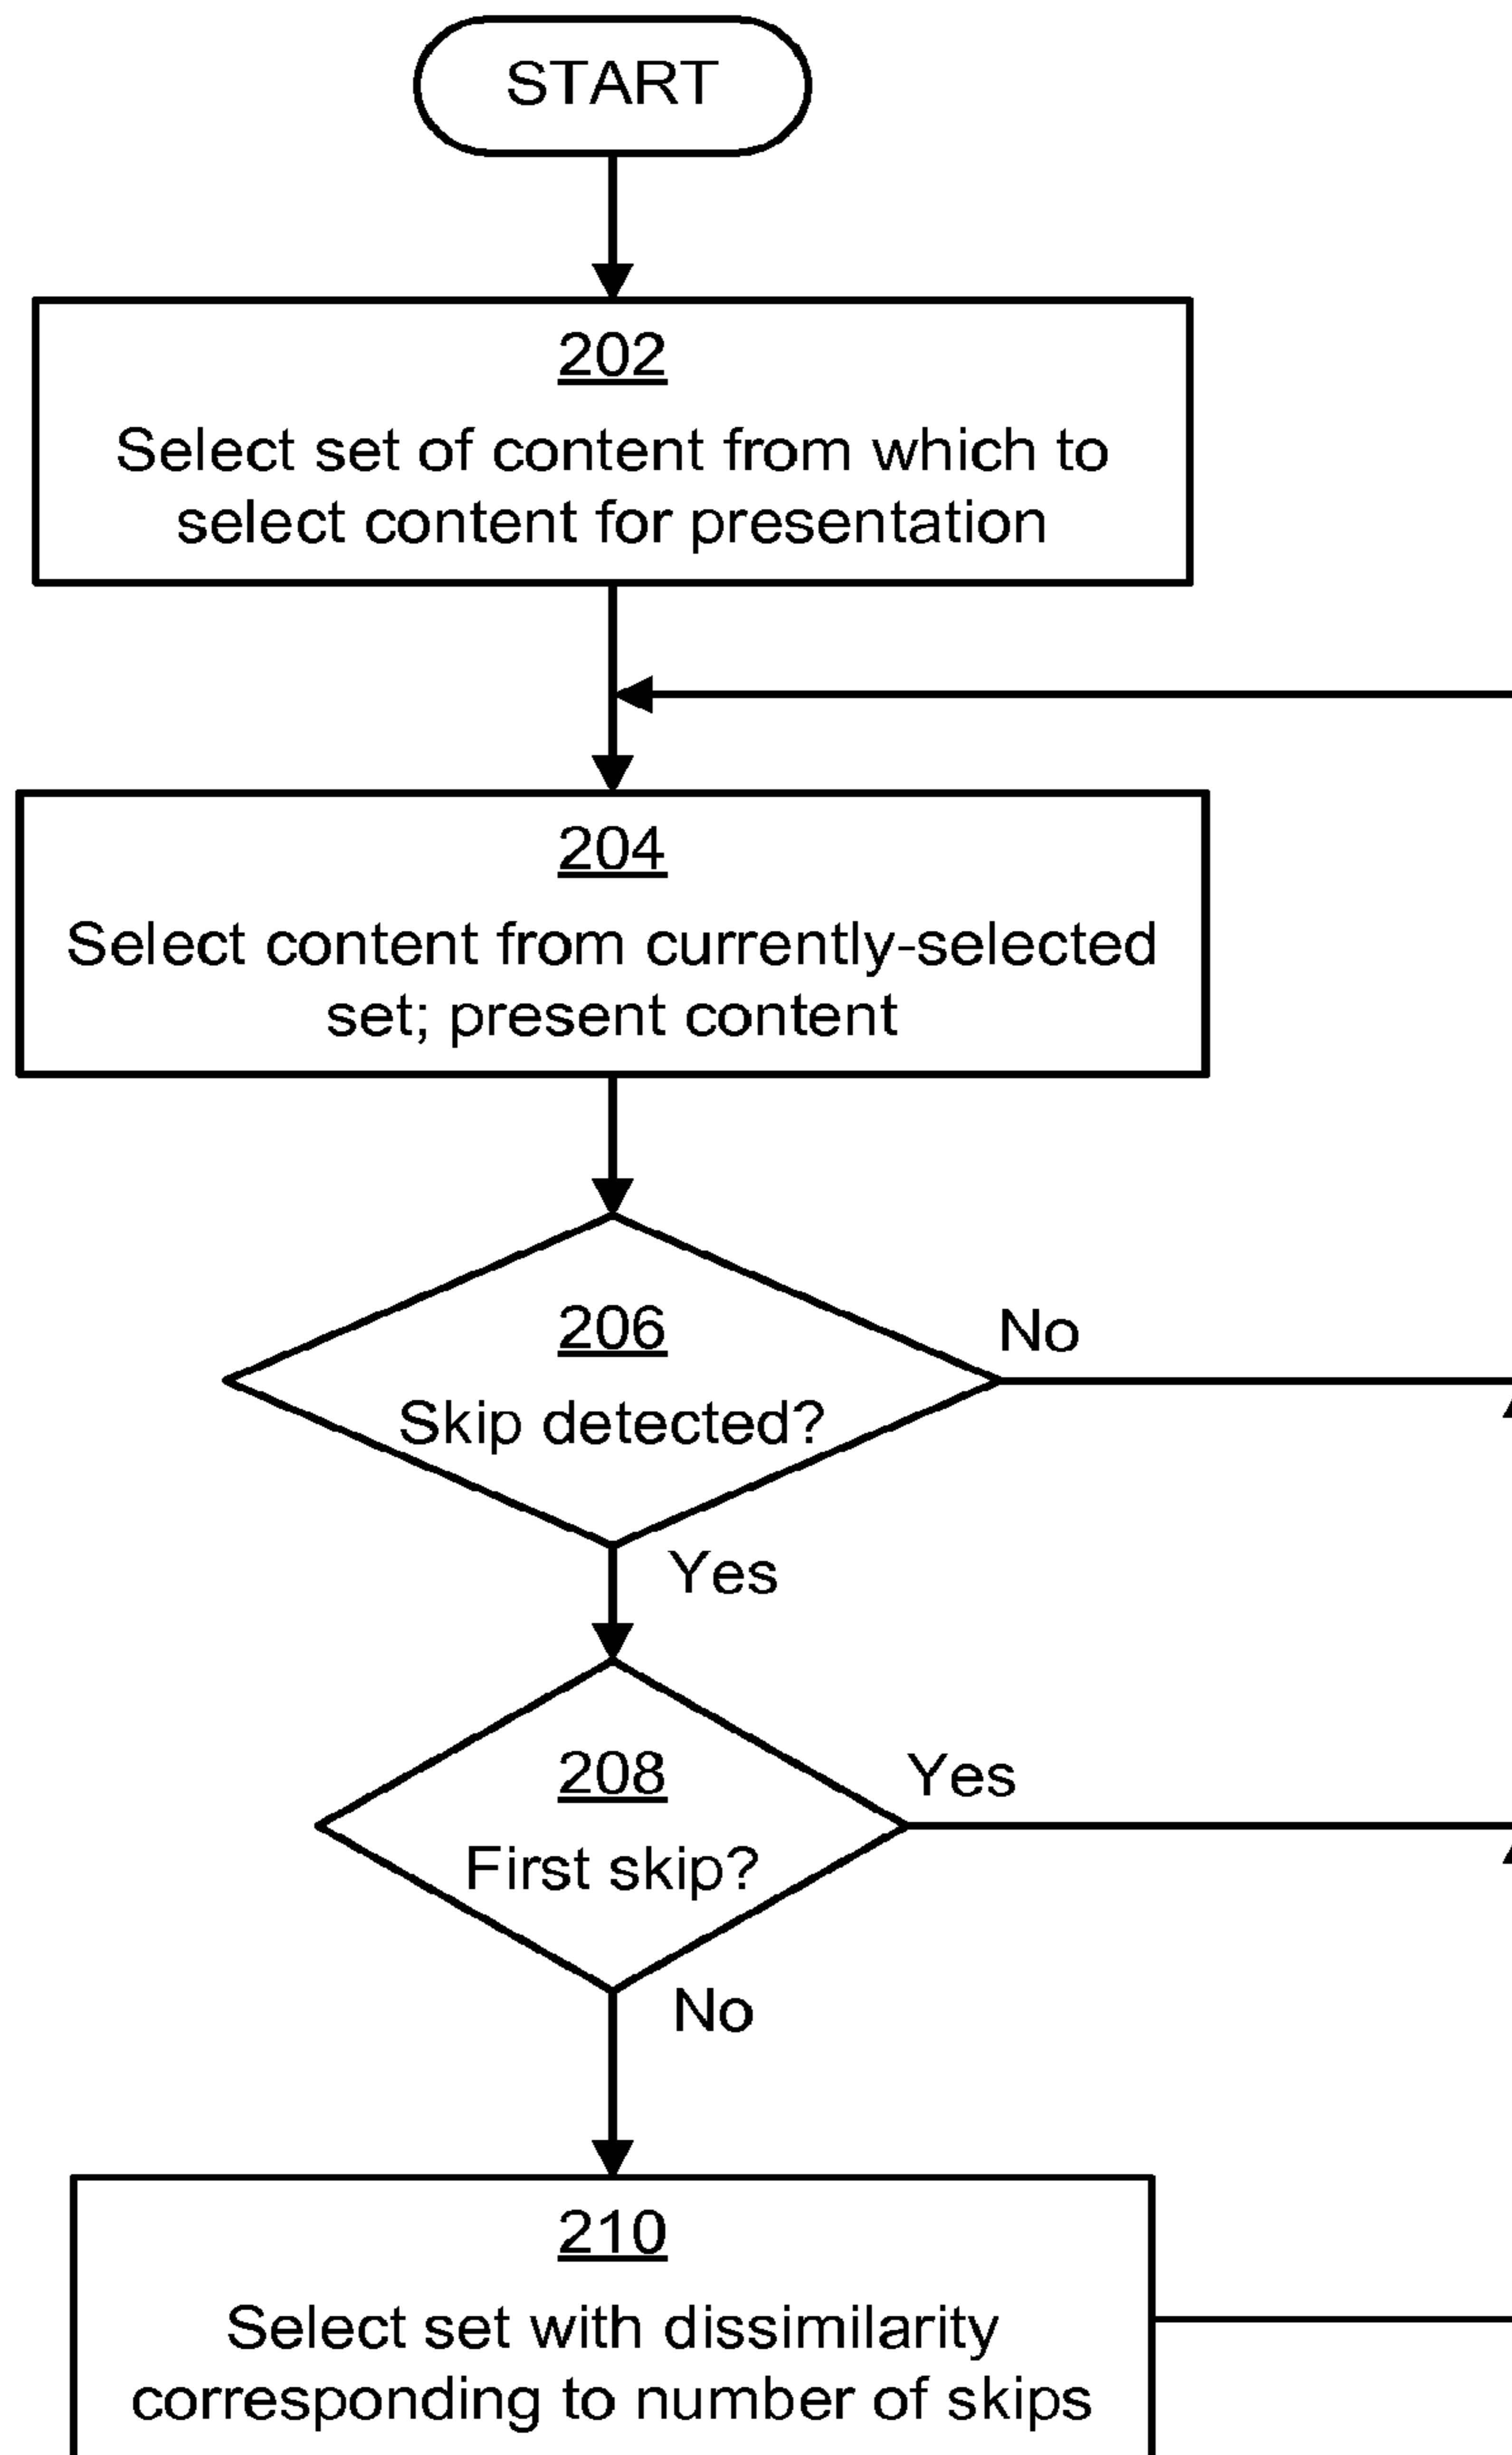 START
202
Select set of content from which to
select content for presentation
204
Select content from currently-selected
set; present content
206
Skip detected?
No
Yes
208
First skip?
Yes
No
210
Select set with dissimilarity
corresponding to number of skips